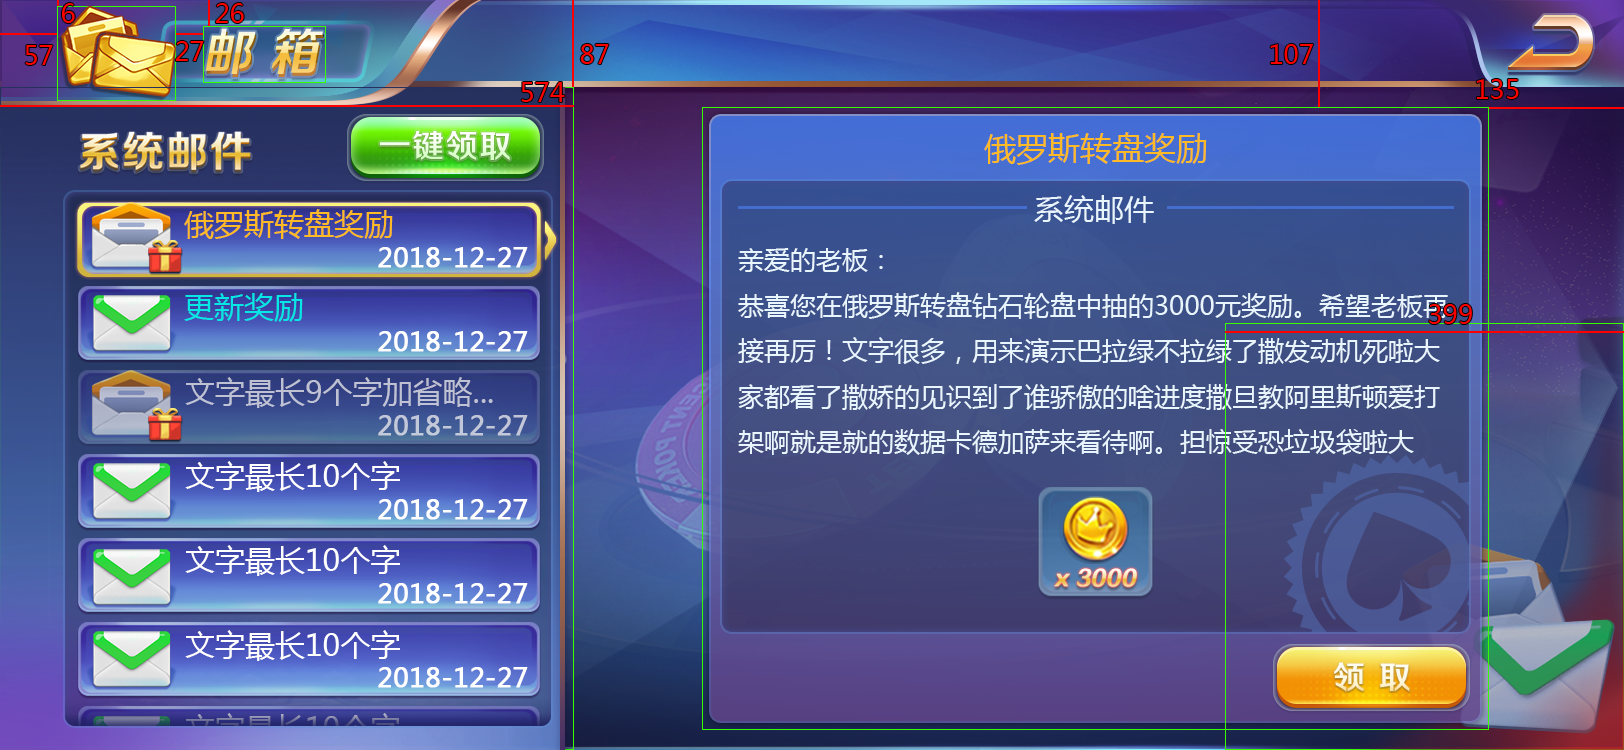 6
26
57
27
邮 箱
87
107
574
135
系统邮件
一键领取
俄罗斯转盘奖励
2018-12-27
更新奖励
2018-12-27
文字最长9个字加省略...
2018-12-27
文字最长10个字
2018-12-27
文字最长10个字
2018-12-27
文字最长10个字
2018-12-27
文字最长10个字
俄罗斯转盘奖励
系统邮件
亲爱的老板：
恭喜您在俄罗斯转盘钻石轮盘中抽的3000元奖励。希望老板再
399
接再厉！文字很多，用来演示巴拉绿不拉绿了撒发动机死啦大
家都看了撒娇的见识到了谁骄傲的啥进度撒旦教阿里斯顿爱打
架啊就是就的数据卡德加萨来看待啊。担惊受恐垃圾袋啦大
x 3000
领 取